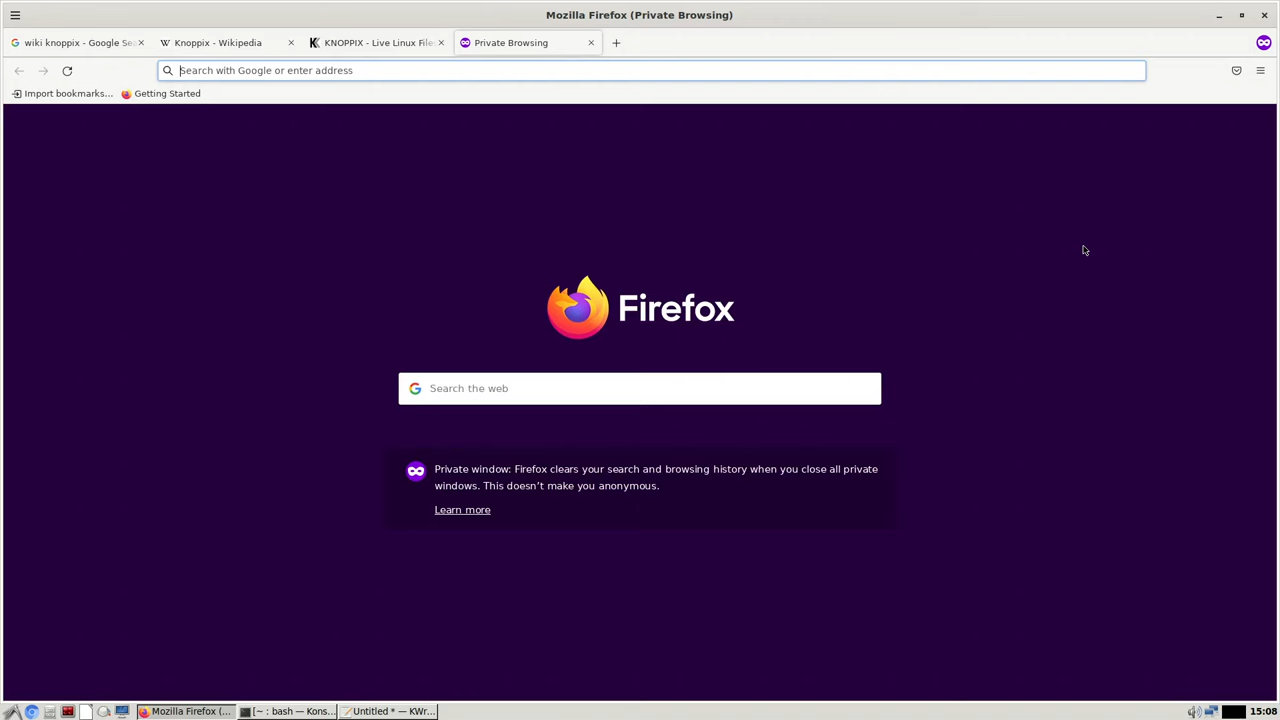 Mozilla Firefox (Private Browsing)
wiki knoppix - Google Se
Knoppix - Wikipedia
KNOPPIX - Live Linux File
Private Browsing
Search with Google or enter address
Import bookmarks...
Getting Started
Firefox
Search the web
Private window: Firefox clears your search and browsing history when you close all private
windows. This doesn't make you anonymous.
Learn more
Mozilla Firefox (...
[~ : bash — Kons...
Untitled * — KWr...
15:08